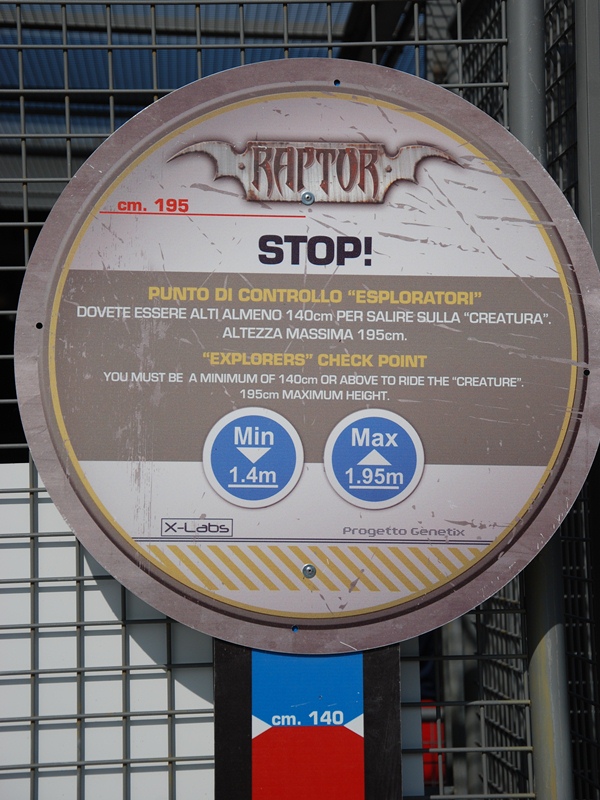 RAPTOR
cm. 195
STOP!
PUNTO DI CONTROLLO "ESPLORATORI"
DOVETE ESSERE ALTI ALMENO 140cm PER SALIRE SULLA "CREATURA".
ALTEZZA MASSIMA 195cm.
"EXPLORERS" CHECK POINT
YOU MUST BE A MINIMUM OF 140cm OR ABOVE TO RIDE THE "CREATURE".
195cm MAXIMUM HEIGHT.
Min
1.4m
Max
1.95m
X-Labs
Progetto Genetix
cm. 140